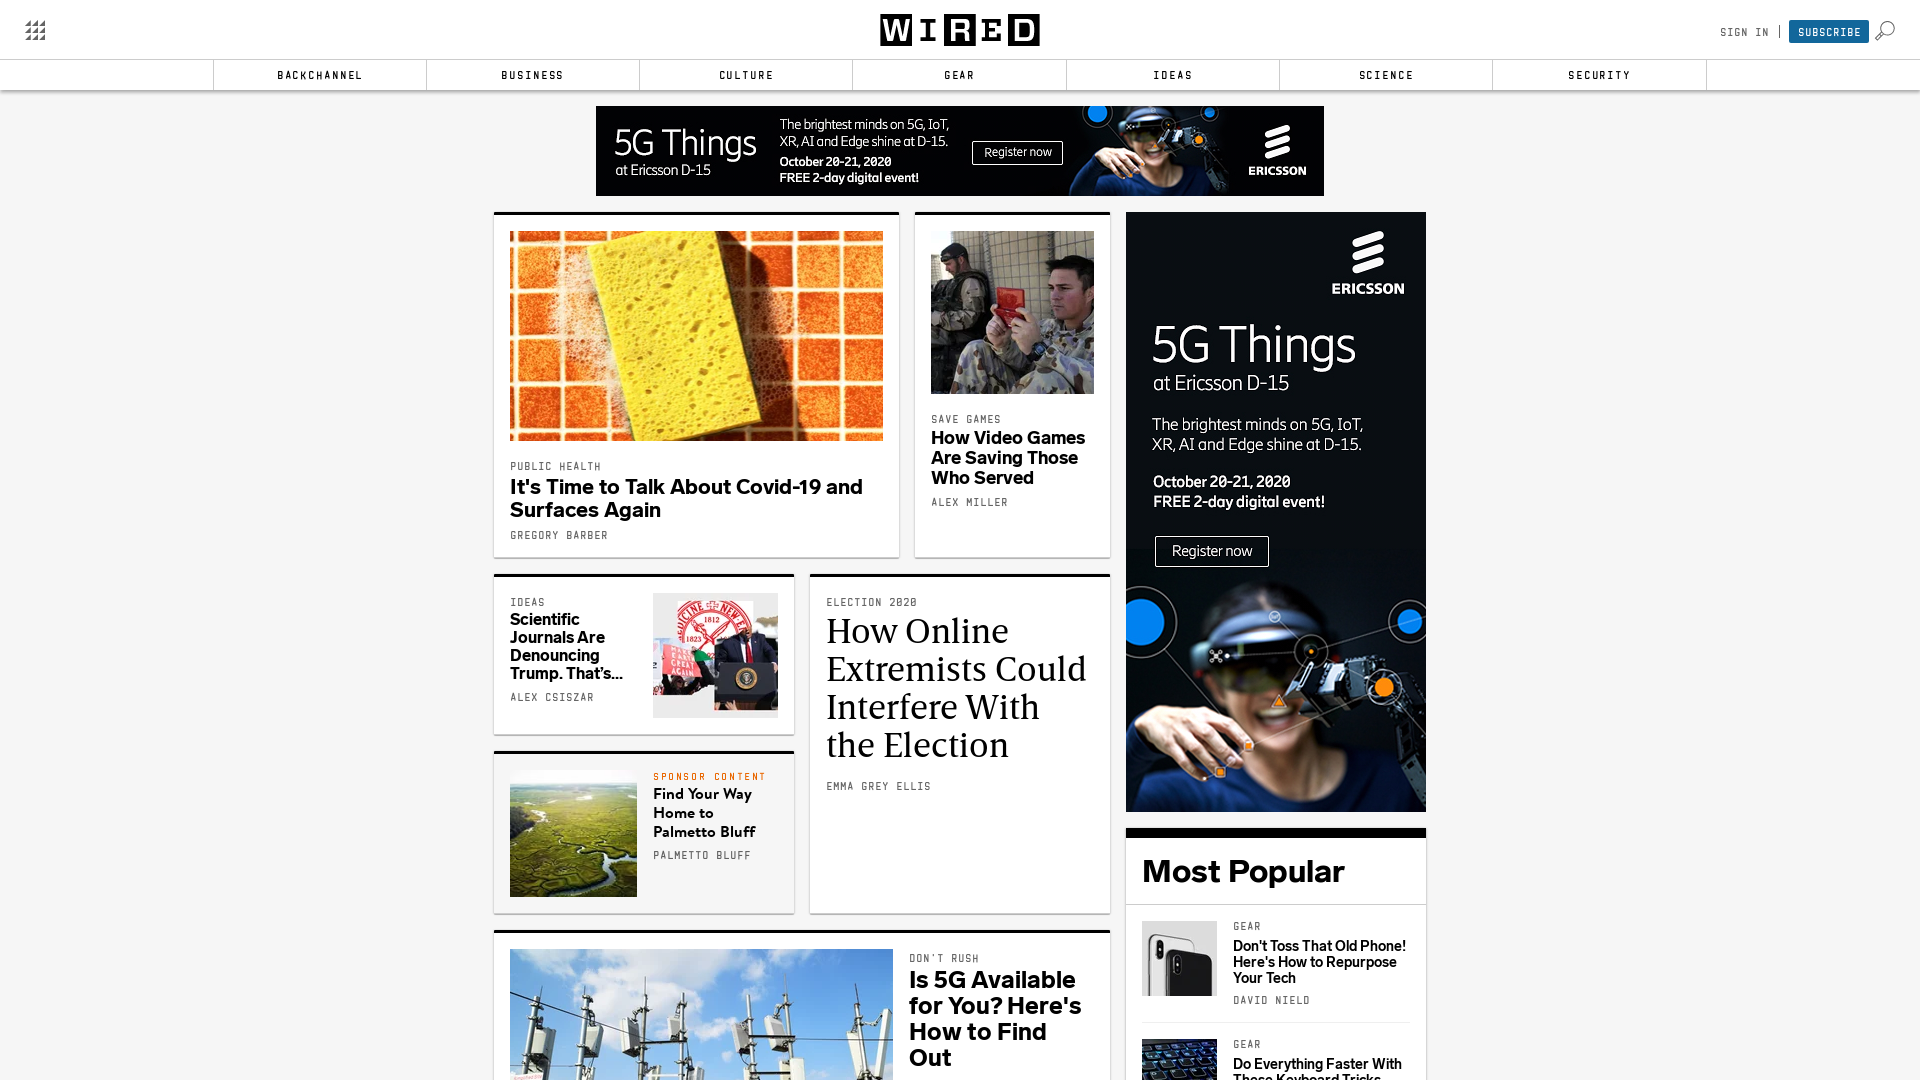 WIRED
SIGN IN
SUBSCRIBE
BACKCHANNEL
BUSINESS
CULTURE
GEAR
IDEAS
SCIENCE
SECURITY
5G Things
at Ericsson D-15
The brightest minds on 5G, IoT,
XR, AI and Edge shine at D-15.
October 20-21, 2020
FREE 2-day digital event!
Register now
ERICSSON
PUBLIC HEALTH
It's Time to Talk About Covid-19 and
Surfaces Again
GREGORY BARBER
SAVE GAMES
How Video Games
Are Saving Those
Who Served
ALEX MILLER
ERICSSON
5G Things
at Ericsson D-15
The brightest minds on 5G, IoT,
XR, AI and Edge shine at D-15.
October 20-21, 2020
FREE 2-day digital event!
Register now
IDEAS
Scientific
Journals Are
Denouncing
Trump. That’s...
ALEX CSISZAR
ELECTION 2020
How Online
Extremists Could
Interfere With
the Election
EMMA GREY ELLIS
SPONSOR CONTENT
Find Your Way
Home to
Palmetto Bluff
PALMETTO BLUFF
Most Popular
GEAR
Don't Toss That Old Phone!
Here's How to Repurpose
Your Tech
DAVID NIELD
GEAR
Do Everything Faster With
These Keyboard Tricks
DON'T RUSH
Is 5G Available
for You? Here's
How to Find
Out